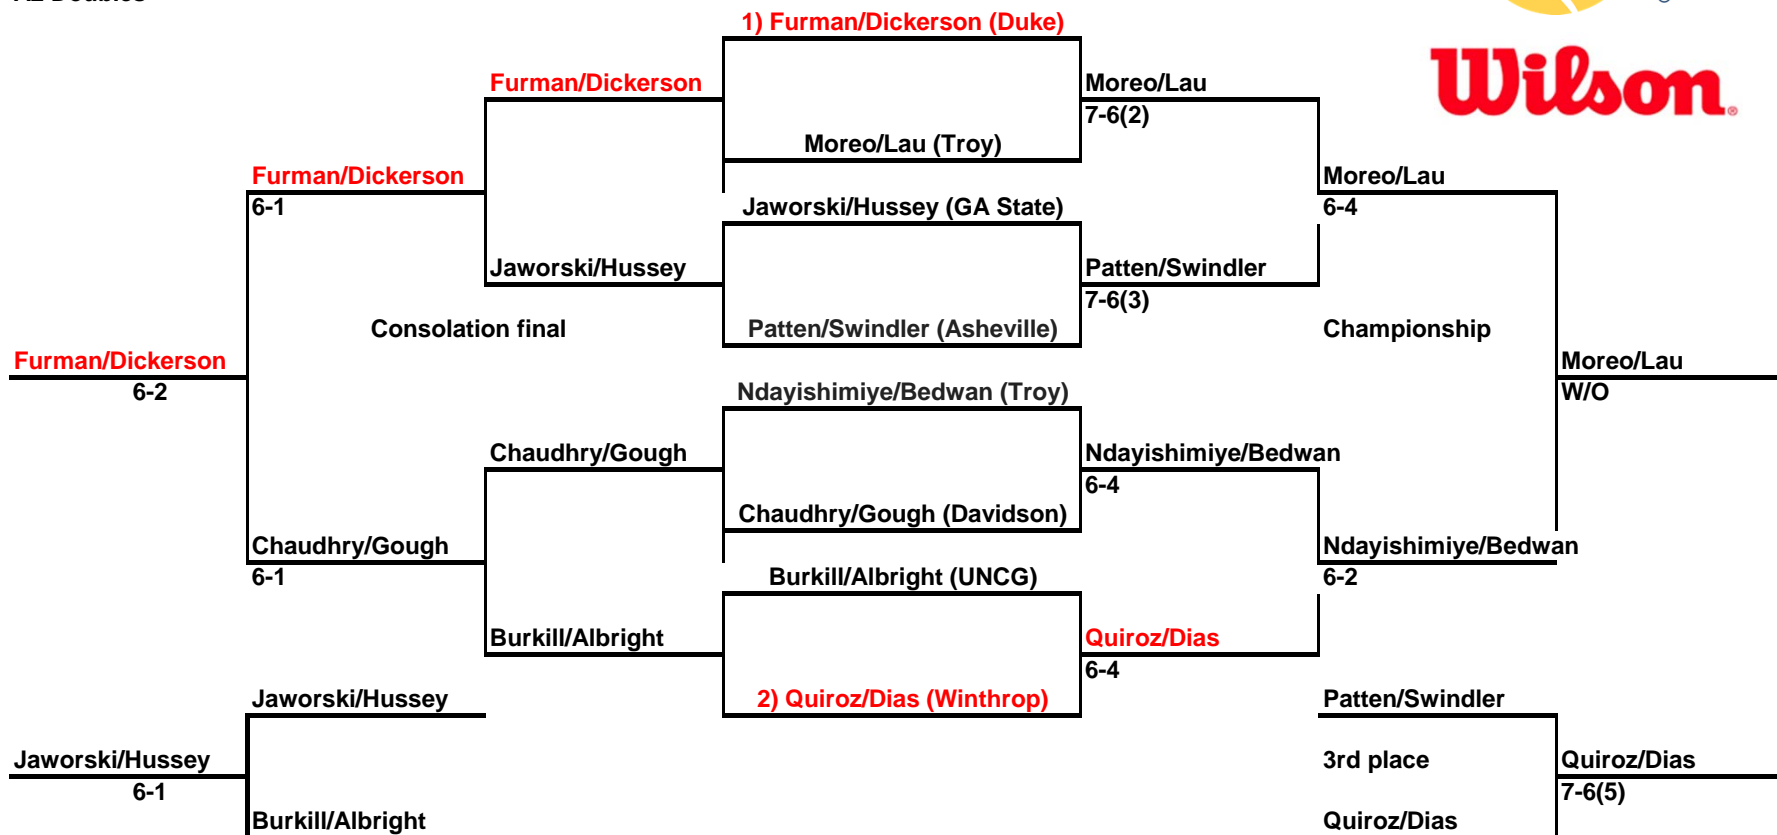 1) Furman/Dickerson (Duke)
Furman/Dickerson
Moreo/Lau
Wilson
7-6(2)
Moreo/Lau (Troy)
Furman/Dickerson
Moreo/Lau
6-1
Jaworski/Hussey (GA State)
6-4
Jaworski/Hussey
Patten/Swindler
7-6(3)
Consolation final
Patten/Swindler (Asheville)
Championship
Furman/Dickerson
Moreo/Lau
6-2
Ndayishimiye/Bedwan (Troy)
W/O
Chaudhry/Gough
Ndayishimiye/Bedwan
6-4
Chaudhry/Gough (Davidson)
Chaudhry/Gough
Ndayishimiye/Bedwan
6-1
Burkill/Albright (UNCG)
6-2
Burkill/Albright
Quiroz/Dias
6-4
Jaworski/Hussey
2) Quiroz/Dias (Winthrop)
Patten/Swindler
Jaworski/Hussey
3rd place
Quiroz/Dias
6-1
7-6(5)
Burkill/Albright
Quiroz/Dias